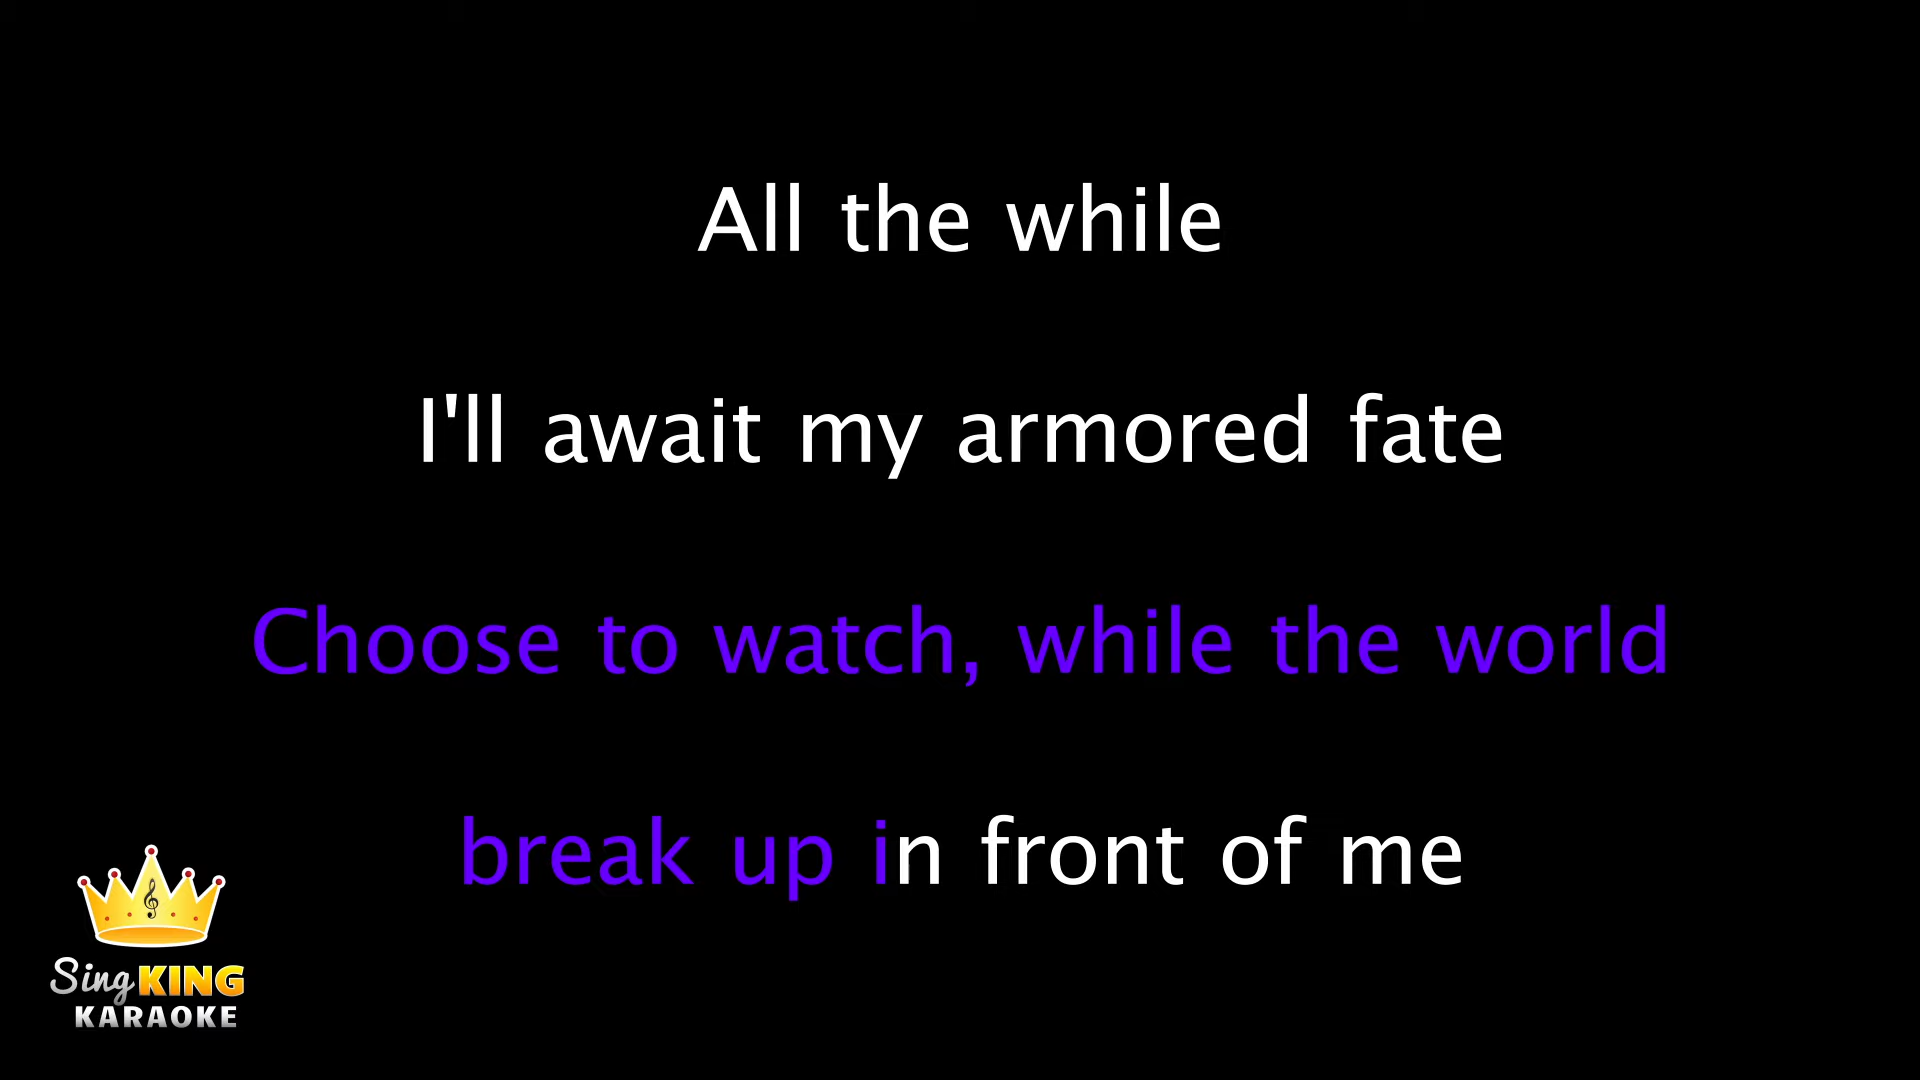 All the while
I'll await my armored fate
Choose to watch, while the world
break up in front of me
Sing KING
KARAOKE